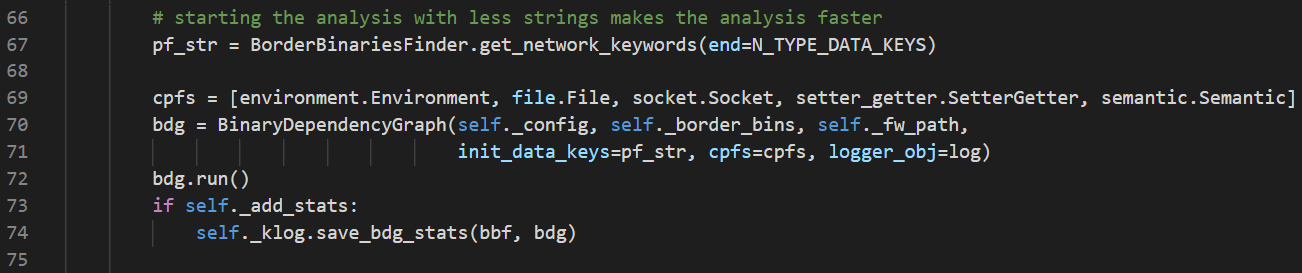 66 # starting the analysis with less strings makes the analysis faster
67 pf_str = BorderBinariesFinder.get_network_keywords(end=N_TYPE_DATA_KEYS)
68
69 cpfs = [environment.Environment, file.File, socket.Socket, setter_getter.SetterGetter, semantic.Semantic]
70 bdg = BinaryDependencyGraph(self._config, self._border_bins, self._fw_path,
71 init_data_keys=pf_str, cpfs=cpfs, logger_obj=log)
72 bdg.run()
73 if self._add_stats:
74 self._klog.save_bdg_stats(bbf, bdg)
75